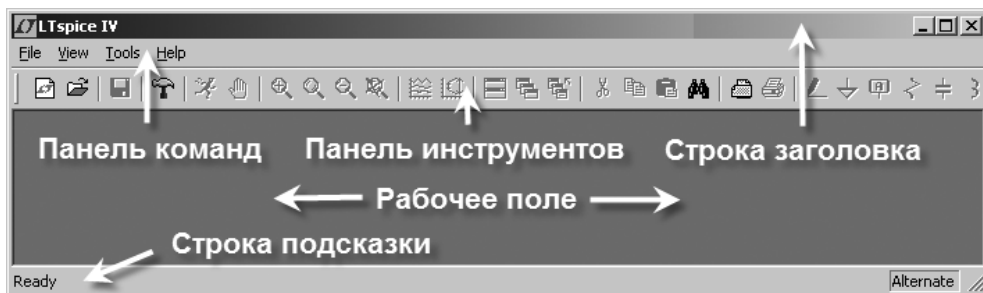 LTspice IV
File View Tools Help
Панель команд Панель инструментов Строка заголовка
Рабочее поле
Строка подсказки
Ready Alternate